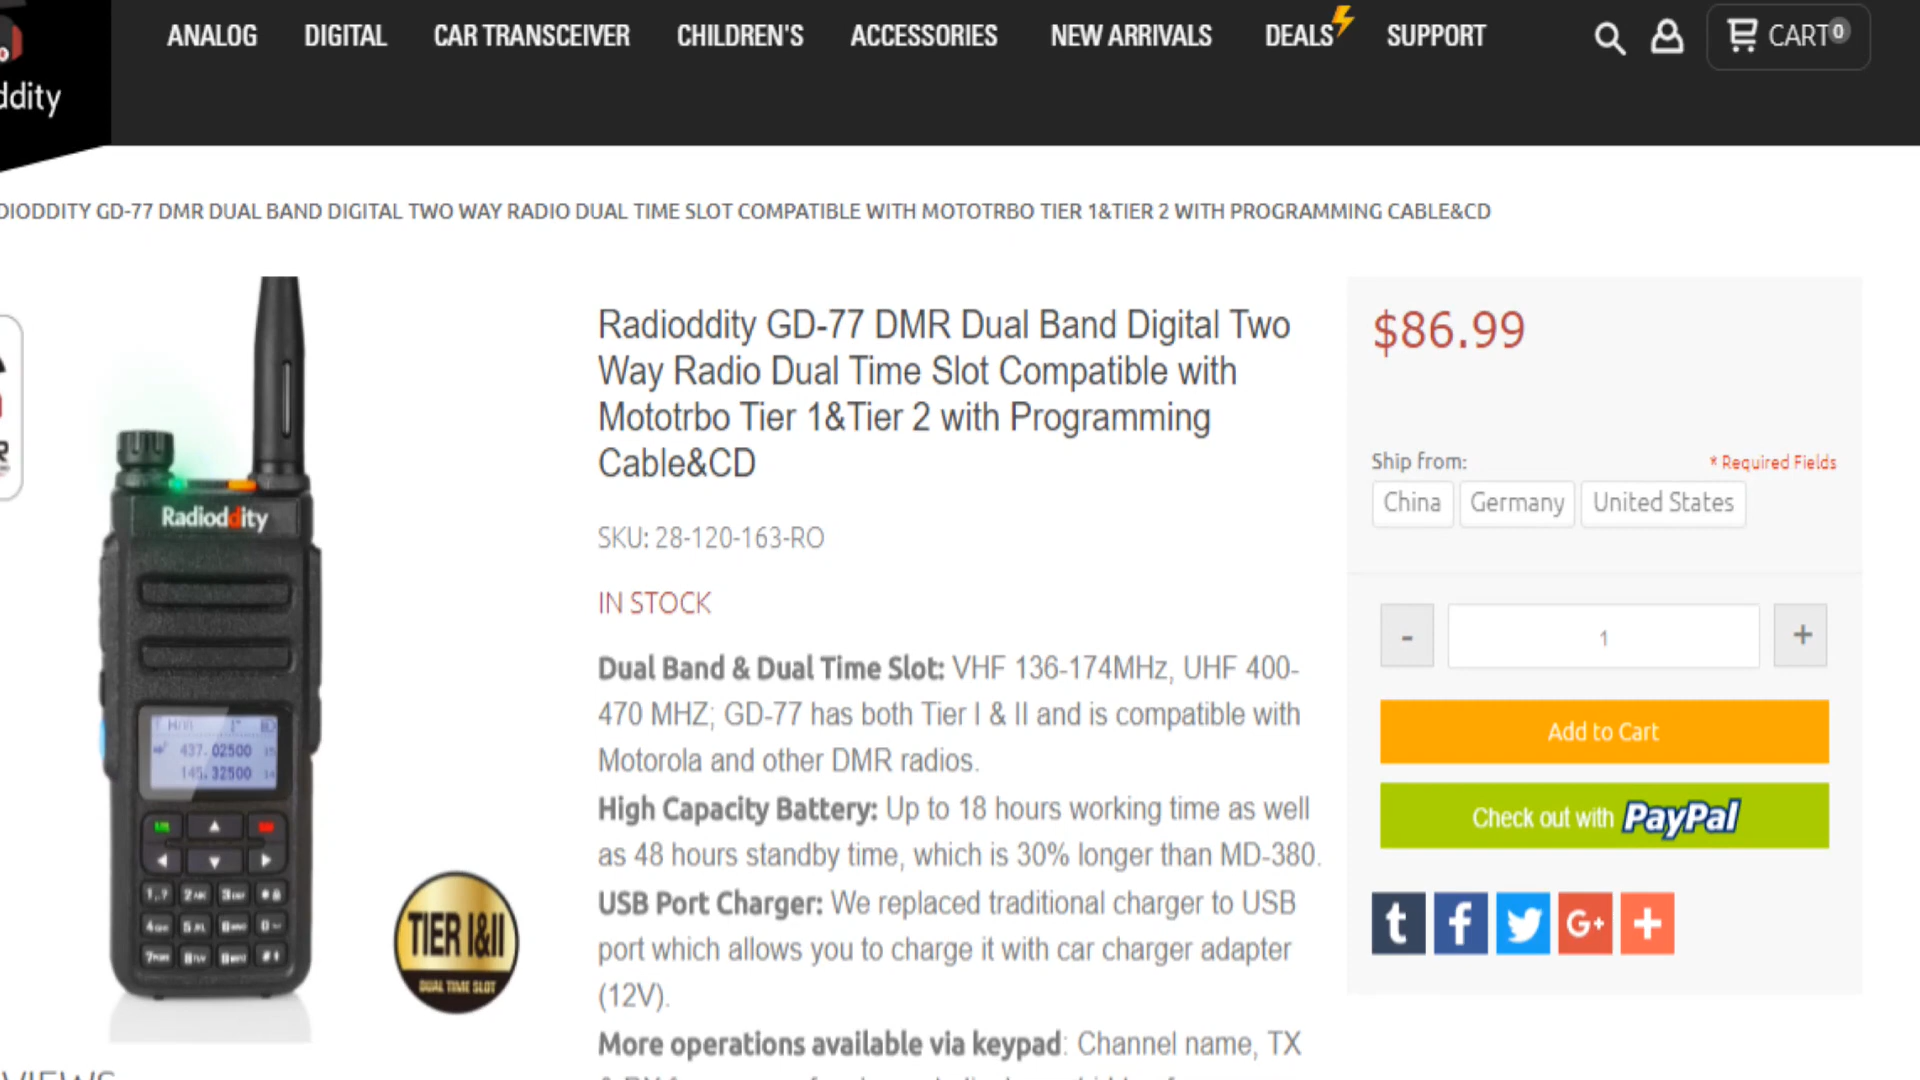 ANALOG DIGITAL CAR TRANSCEIVER CHILDREN'S ACCESSORIES NEW ARRIVALS DEALS SUPPORT CART 0
ddity
DIODDITY GD-77 DMR DUAL BAND DIGITAL TWO WAY RADIO DUAL TIME SLOT COMPATIBLE WITH MOTOTRBO TIER 1&TIER 2 WITH PROGRAMMING CABLE&CD
Radioddity GD-77 DMR Dual Band Digital Two
Way Radio Dual Time Slot Compatible with
Mototrbo Tier 1&Tier 2 with Programming
Cable&CD
SKU: 28-120-163-RO
IN STOCK
Dual Band & Dual Time Slot: VHF 136-174MHz, UHF 400-
470 MHZ; GD-77 has both Tier I & II and is compatible with
Motorola and other DMR radios.
High Capacity Battery: Up to 18 hours working time as well
as 48 hours standby time, which is 30% longer than MD-380.
USB Port Charger: We replaced traditional charger to USB
port which allows you to charge it with car charger adapter
(12V).
More operations available via keypad: Channel name, TX
$86.99
Ship from: * Required Fields
China Germany United States
- 1 +
Add to Cart
Check out with PayPal
t f G+ +
Radioddity
437.02500
145.32500
TIER I&II
DUAL TIME SLOT
VIEWS